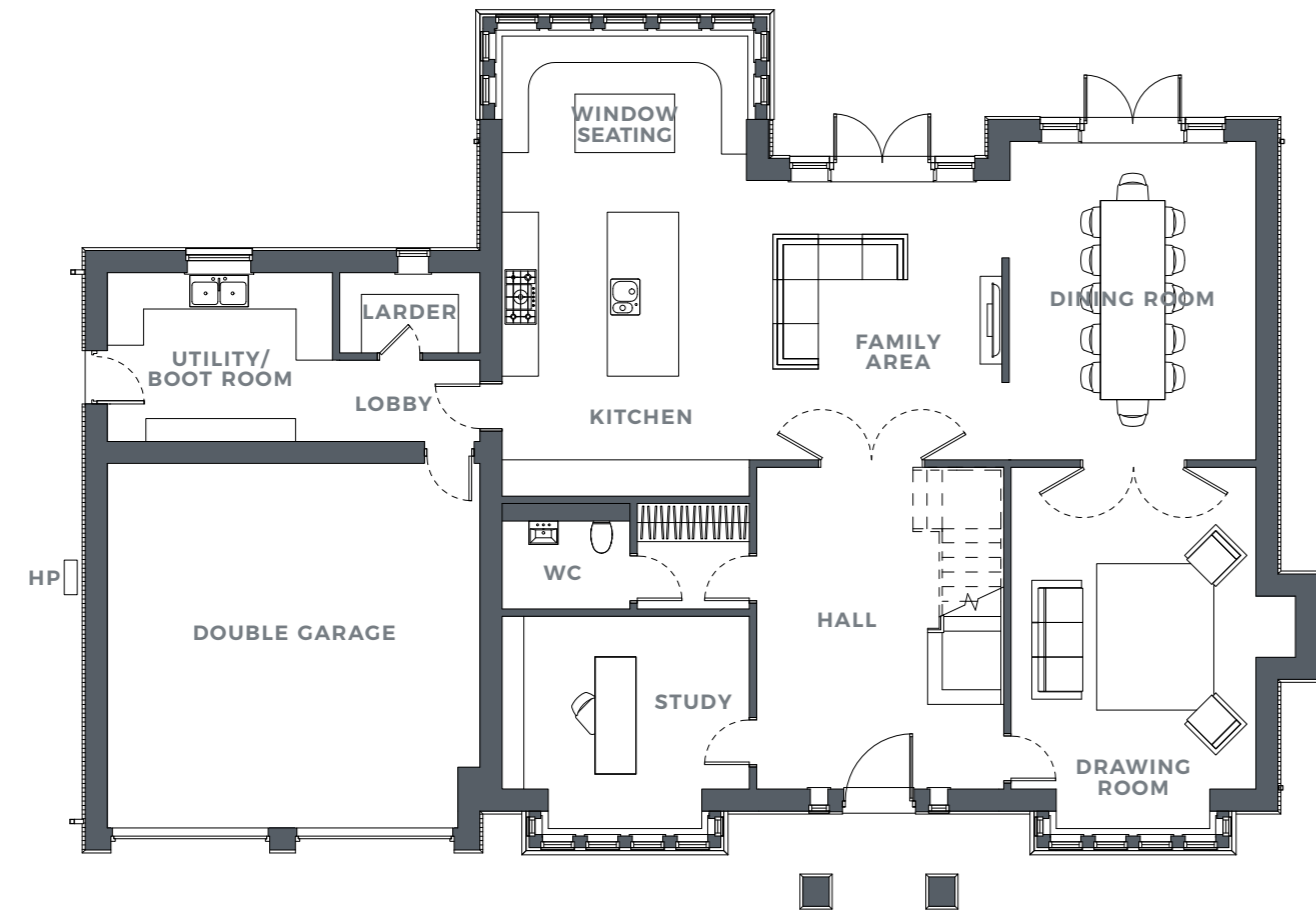 WINDOW
SEATING
LARDER
DINING ROOM
UTILITY/
BOOT ROOM
FAMILY
AREA
LOBBY
KITCHEN
HP
WC
DOUBLE GARAGE
HALL
STUDY
DRAWING
ROOM